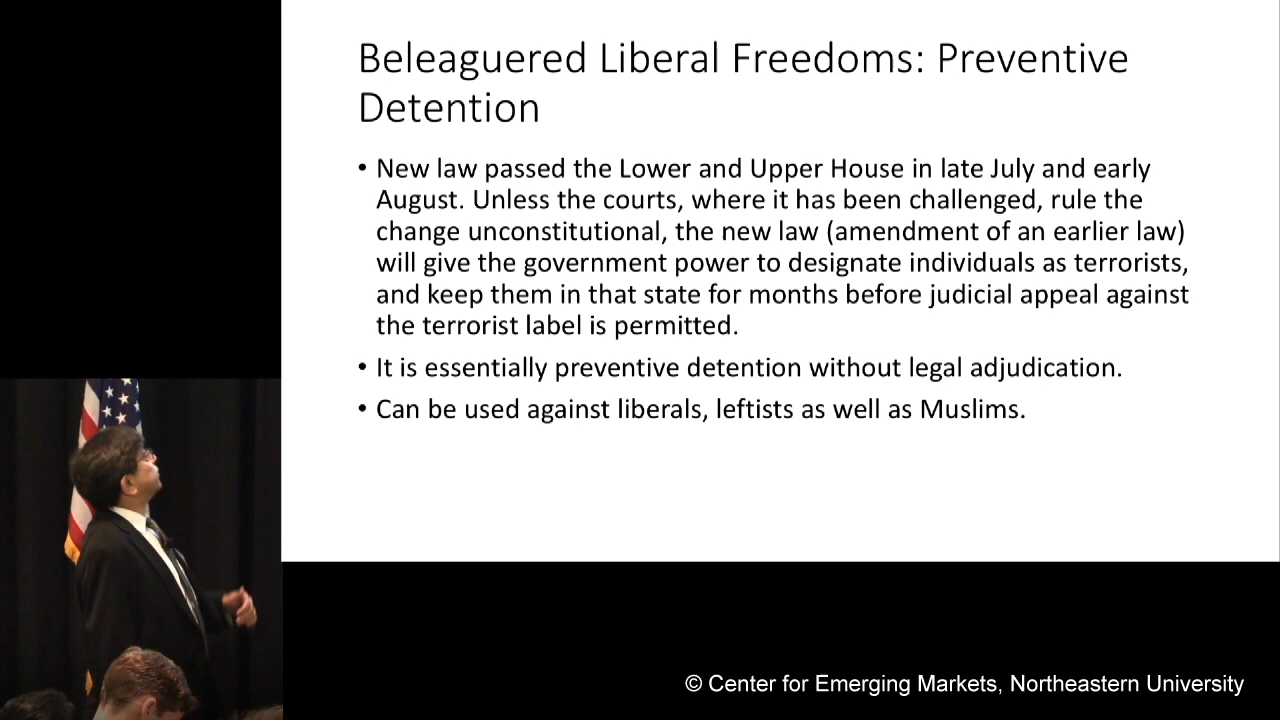 Beleaguered Liberal Freedoms: Preventive
Detention
• New law passed the Lower and Upper House in late July and early
August. Unless the courts, where it has been challenged, rule the
change unconstitutional, the new law (amendment of an earlier law)
will give the government power to designate individuals as terrorists,
and keep them in that state for months before judicial appeal against
the terrorist label is permitted.
• It is essentially preventive detention without legal adjudication.
• Can be used against liberals, leftists as well as Muslims.
© Center for Emerging Markets, Northeastern University